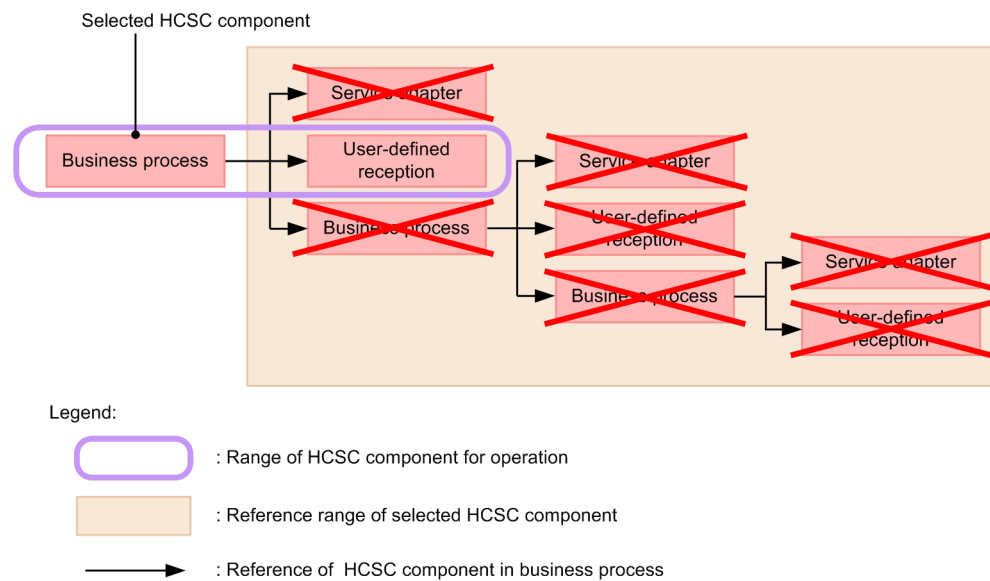 Selected HCSC component
Service adapter
Business process
User-defined
reception
Business process
Service adapter
User-defined
reception
Business process
Service adapter
User-defined
reception
Legend:
: Range of HCSC component for operation
: Reference range of selected HCSC component
: Reference of  HCSC component in business process